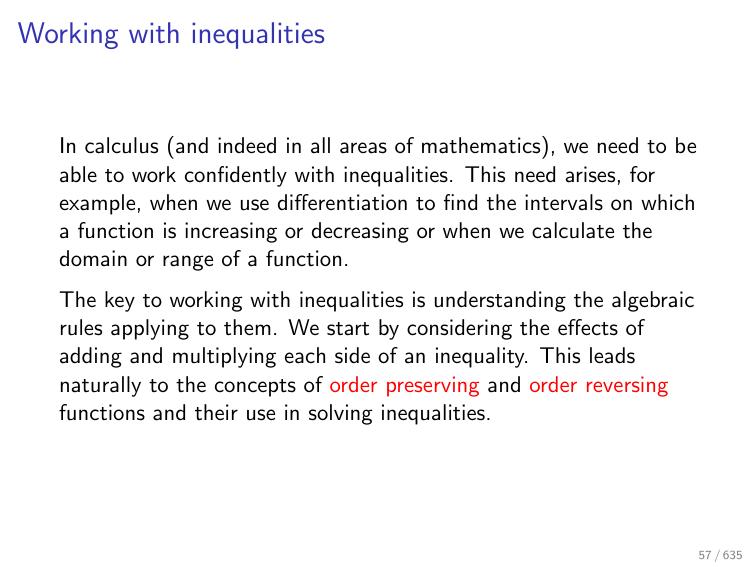 Working with inequalities
In calculus (and indeed in all areas of mathematics), we need to be
able to work confidently with inequalities. This need arises, for
example, when we use differentiation to find the intervals on which
a function is increasing or decreasing or when we calculate the
domain or range of a function.
The key to working with inequalities is understanding the algebraic
rules applying to them. We start by considering the effects of
adding and multiplying each side of an inequality. This leads
naturally to the concepts of order preserving and order reversing
functions and their use in solving inequalities.
57 / 635